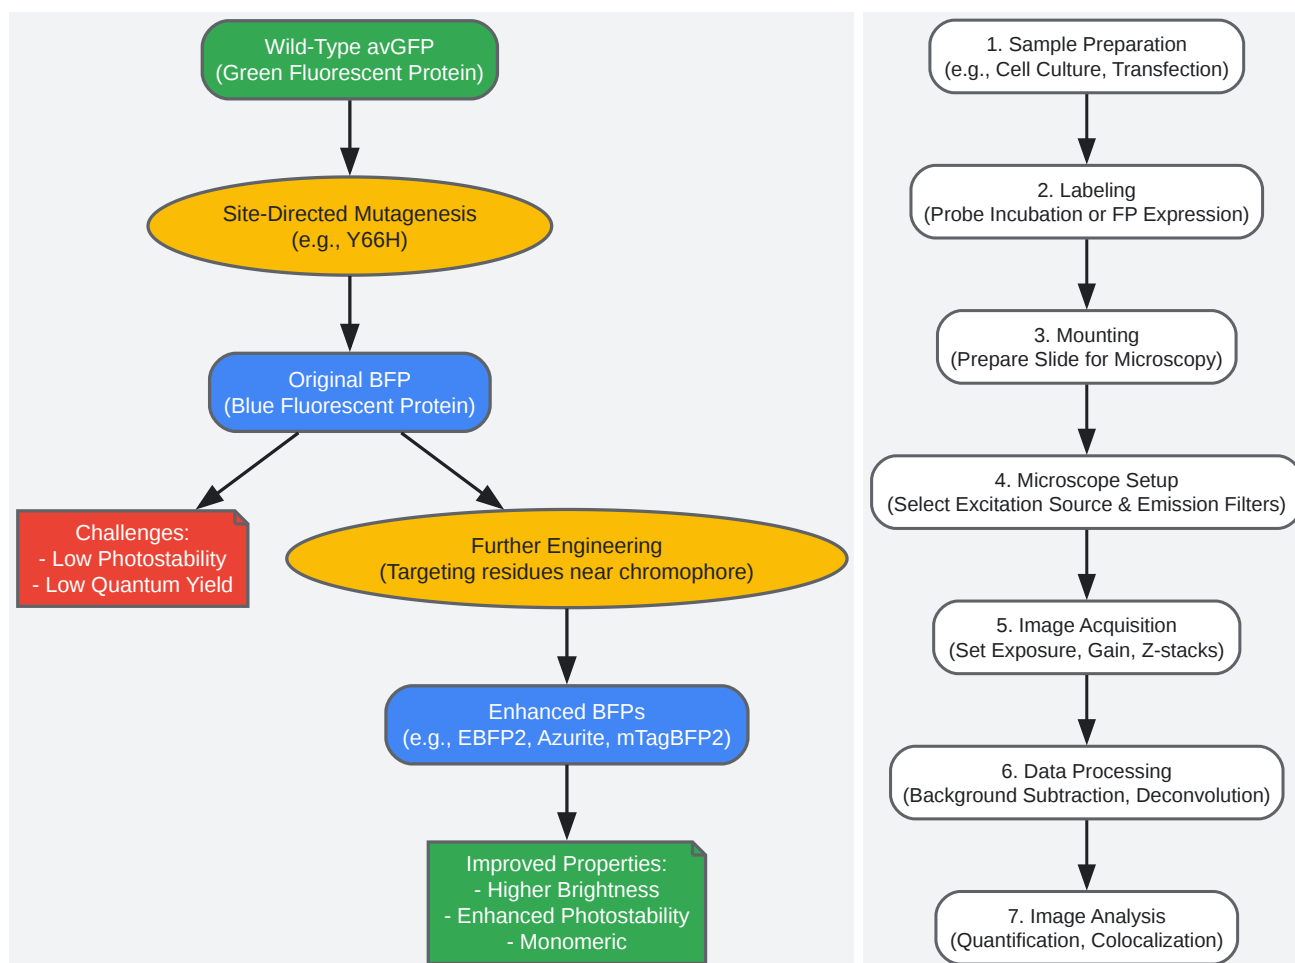 Wild-Type avGFP
(Green Fluorescent Protein)
Site-Directed Mutagenesis
(e.g., Y66H)
Original BFP
(Blue Fluorescent Protein)
Challenges:
- Low Photostability
- Low Quantum Yield
Further Engineering
(Targeting residues near chromophore)
Enhanced BFPs
(e.g., EBFP2, Azurite, mTagBFP2)
Improved Properties:
- Higher Brightness
- Enhanced Photostability
- Monomeric
1. Sample Preparation
(e.g., Cell Culture, Transfection)
2. Labeling
(Probe Incubation or FP Expression)
3. Mounting
(Prepare Slide for Microscopy)
4. Microscope Setup
(Select Excitation Source & Emission Filters)
5. Image Acquisition
(Set Exposure, Gain, Z-stacks)
6. Data Processing
(Background Subtraction, Deconvolution)
7. Image Analysis
(Quantification, Colocalization)